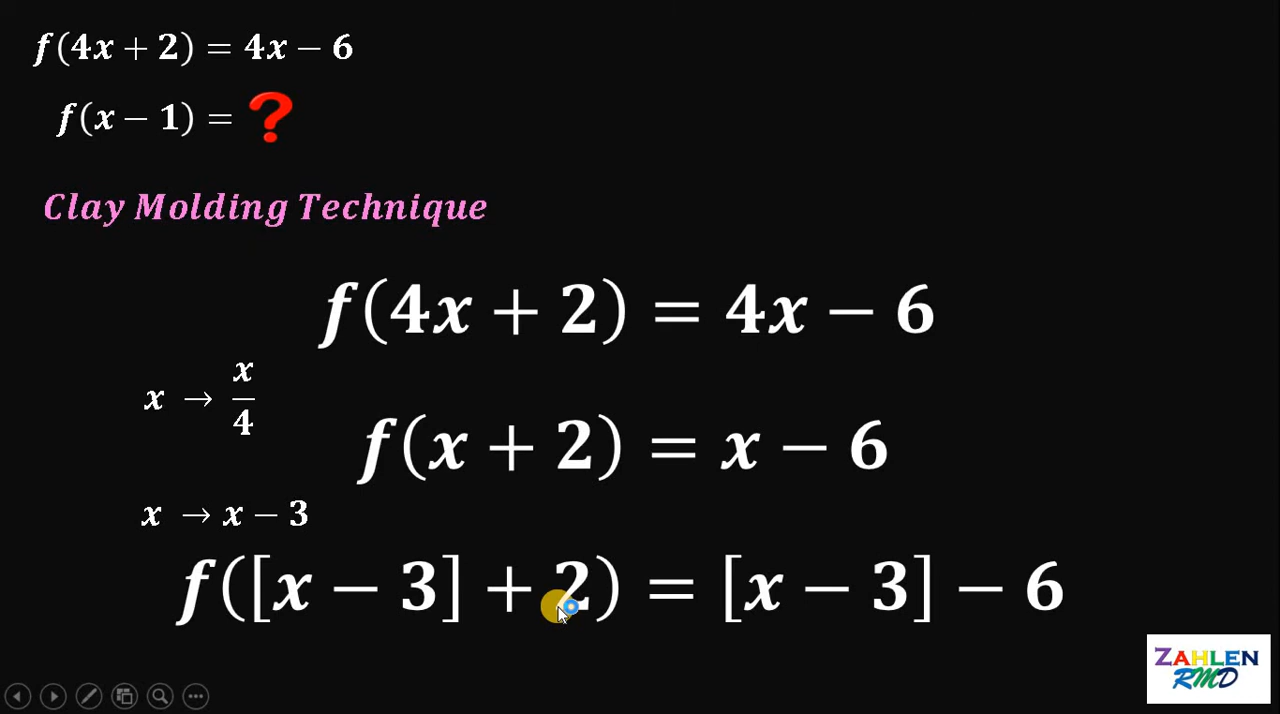 f(4x + 2) = 4x − 6
f(x − 1) = ?
Clay Molding Technique
f(4x + 2) = 4x − 6
x → x/4
f(x + 2) = x − 6
x → x − 3
f([x − 3] + 2) = [x − 3] − 6
ZAHLEN
RMD